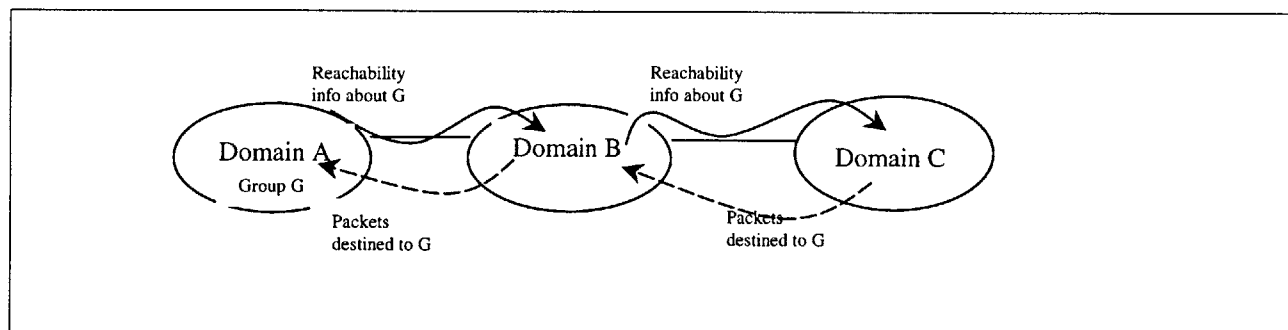 Reachability
info about G
Reachability
info about G
Domain A
Group G
Domain B
Domain C
Packets
destined to G
Packets
destined to G